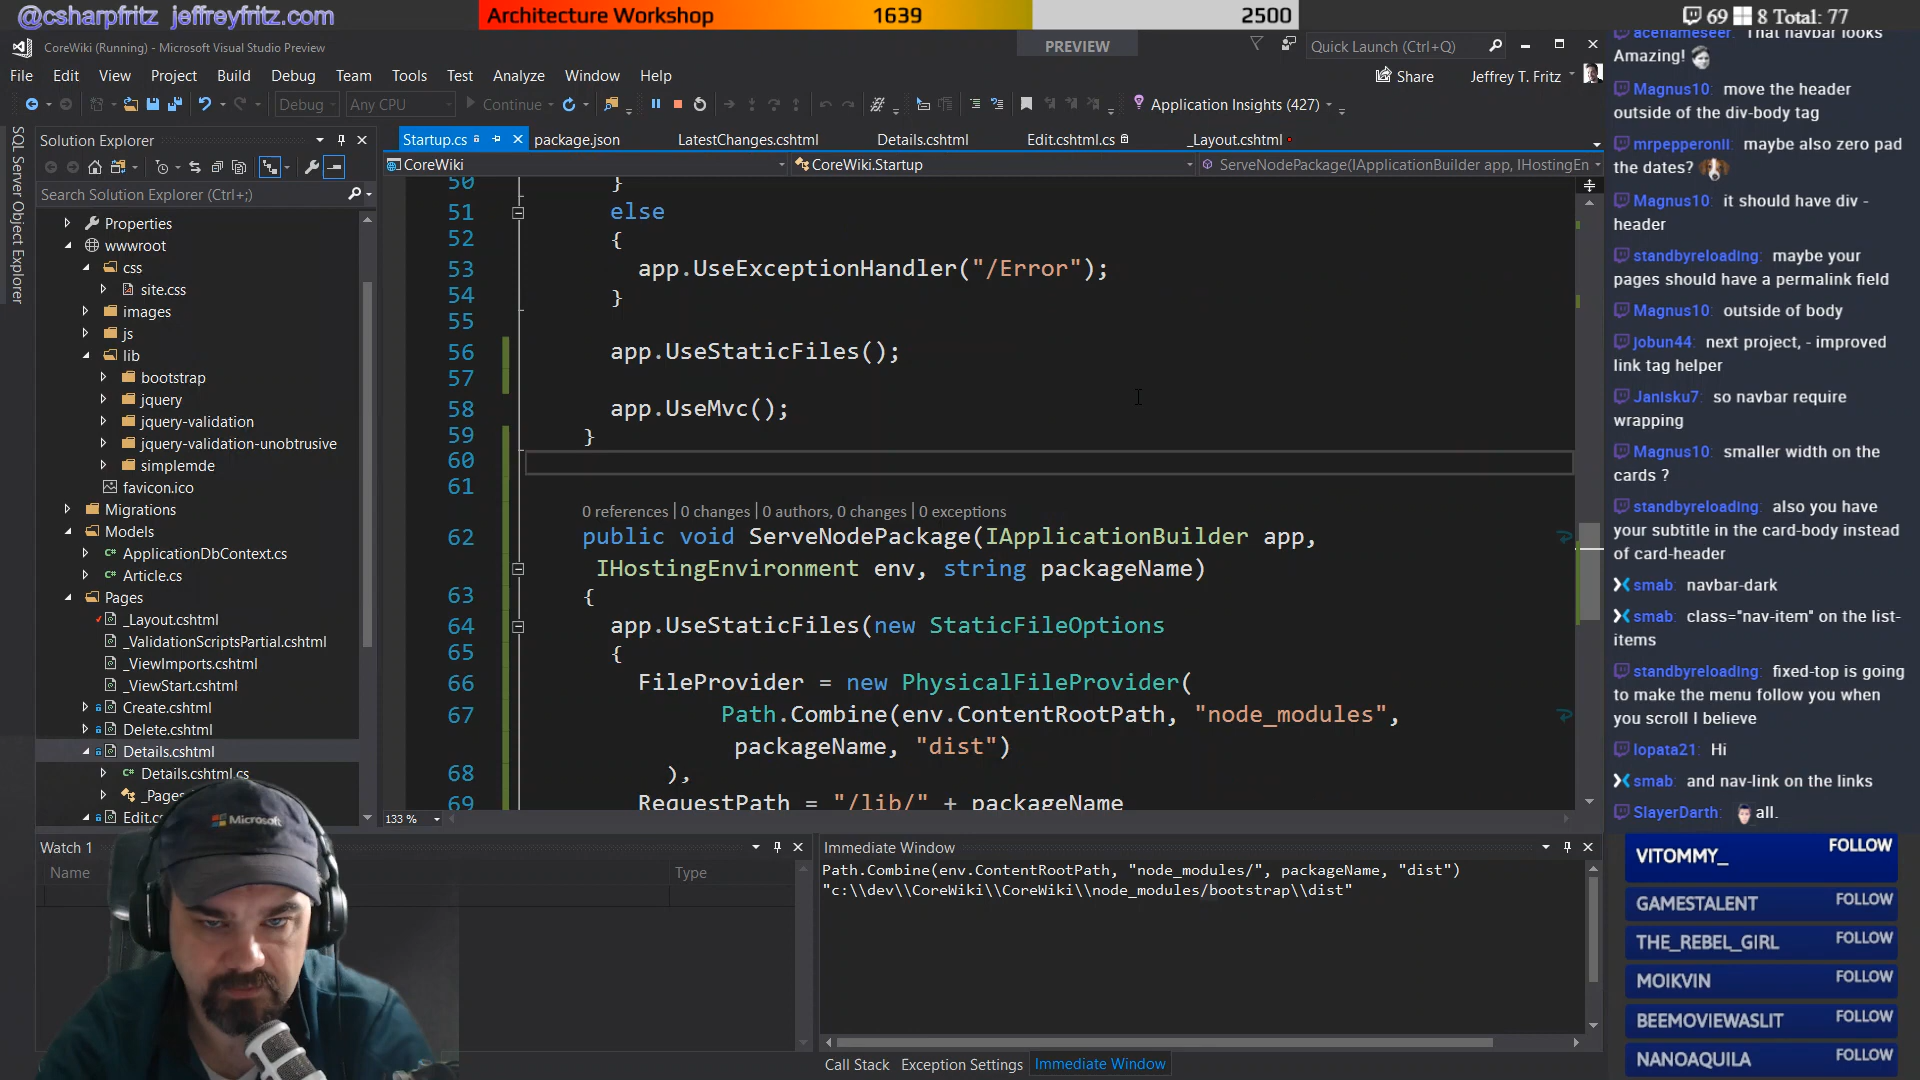 @csharpfritz jeffreyfritz.com
Architecture Workshop 1639 2500
69 8 Total: 77
CoreWiki (Running) - Microsoft Visual Studio Preview
PREVIEW
Quick Launch (Ctrl+Q)
File Edit View Project Build Debug Team Tools Test Analyze Window Help
Share Jeffrey T. Fritz
Debug Any CPU Continue Application Insights (427)
SQL Server Object Explorer
Solution Explorer
Search Solution Explorer (Ctrl+;)
Properties
wwwroot
css
site.css
images
js
lib
bootstrap
jquery
jquery-validation
jquery-validation-unobtrusive
simplemde
favicon.ico
Migrations
Models
ApplicationDbContext.cs
Article.cs
Pages
_Layout.cshtml
_ValidationScriptsPartial.cshtml
_ViewImports.cshtml
_ViewStart.cshtml
Create.cshtml
Delete.cshtml
Details.cshtml
Details.cshtml.cs
_Pages
Edit.c
Startup.cs package.json LatestChanges.cshtml Details.cshtml Edit.cshtml.cs _Layout.cshtml
CoreWiki CoreWiki.Startup ServeNodePackage(IApplicationBuilder app, IHostingEn
50 }
51 else
52 {
53 app.UseExceptionHandler("/Error");
54 }
55
56 app.UseStaticFiles();
57
58 app.UseMvc();
59 }
60
61
0 references | 0 changes | 0 authors, 0 changes | 0 exceptions
62 public void ServeNodePackage(IApplicationBuilder app,
IHostingEnvironment env, string packageName)
63 {
64 app.UseStaticFiles(new StaticFileOptions
65 {
66 FileProvider = new PhysicalFileProvider(
67 Path.Combine(env.ContentRootPath, "node_modules",
packageName, "dist")
68 ),
69 RequestPath = "/lib/" + packageName
133 %
Watch 1
Name Type
Microsoft
Immediate Window
Path.Combine(env.ContentRootPath, "node_modules/", packageName, "dist")
"c:\\dev\\CoreWiki\\CoreWiki\\node_modules/bootstrap\\dist"
Call Stack Exception Settings Immediate Window
aceflameseer: That navbar looks
Amazing!
Magnus10: move the header
outside of the div-body tag
mrpepperonll: maybe also zero pad
the dates?
Magnus10: it should have div -
header
standbyreloading: maybe your
pages should have a permalink field
Magnus10: outside of body
jobun44: next project, - improved
link tag helper
Janisku7: so navbar require
wrapping
Magnus10: smaller width on the
cards ?
standbyreloading: also you have
your subtitle in the card-body instead
of card-header
smab: navbar-dark
smab: class="nav-item" on the list-
items
standbyreloading: fixed-top is going
to make the menu follow you when
you scroll I believe
lopata21: Hi
smab: and nav-link on the links
SlayerDarth: all.
VITOMMY_ FOLLOW
GAMESTALENT FOLLOW
THE_REBEL_GIRL FOLLOW
MOIKVIN FOLLOW
BEEMOVIEWASLIT FOLLOW
NANOAQUILA FOLLOW